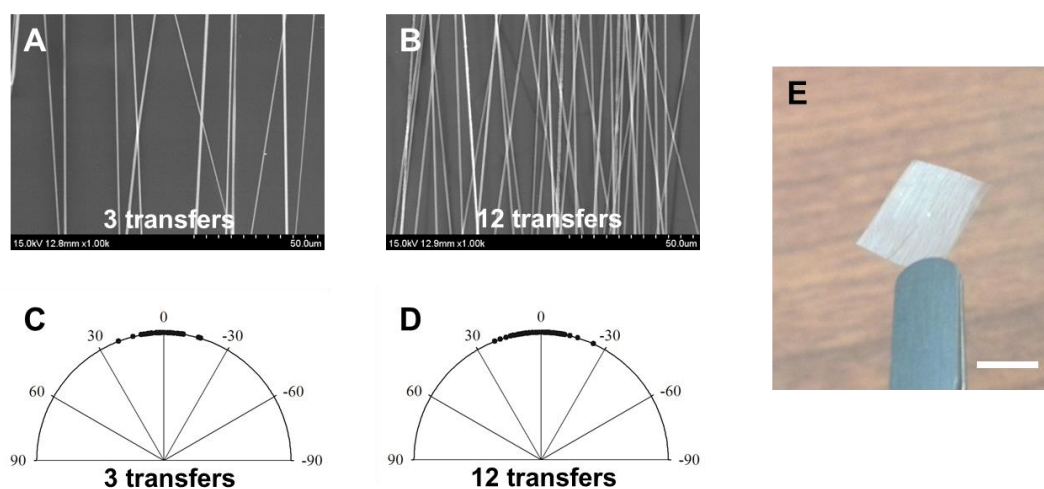 A
3 transfers
15.0kV 12.8mm x1.00k 50.0um
B
12 transfers
15.0kV 12.9mm x1.00k 50.0um
C
0
30 -30
60 -60
90 -90
3 transfers
D
0
30 -30
60 -60
90 -90
12 transfers
E